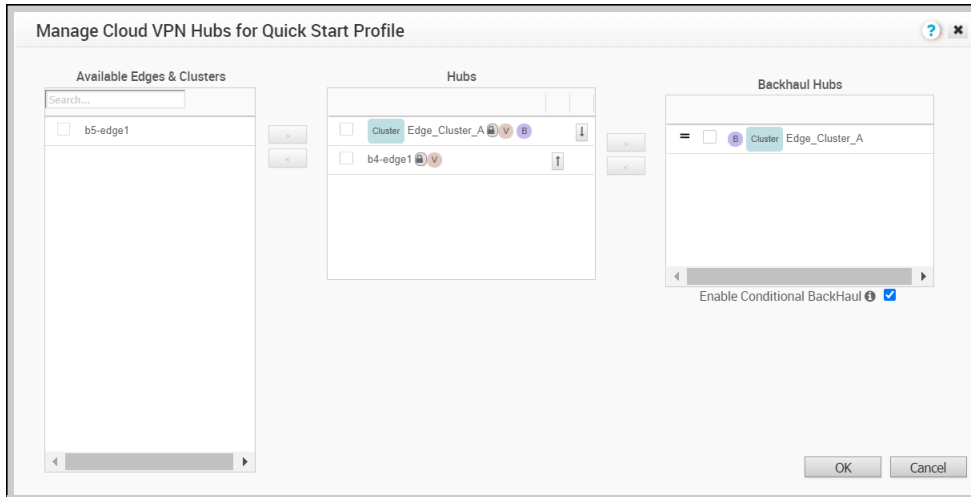 Manage Cloud VPN Hubs for Quick Start Profile
?
Available Edges & Clusters
Search...
b5-edge1
>
<
Hubs
Cluster Edge_Cluster_A V B
b4-edge1 V
>
<
Backhaul Hubs
B Cluster Edge_Cluster_A
Enable Conditional BackHaul
OK
Cancel